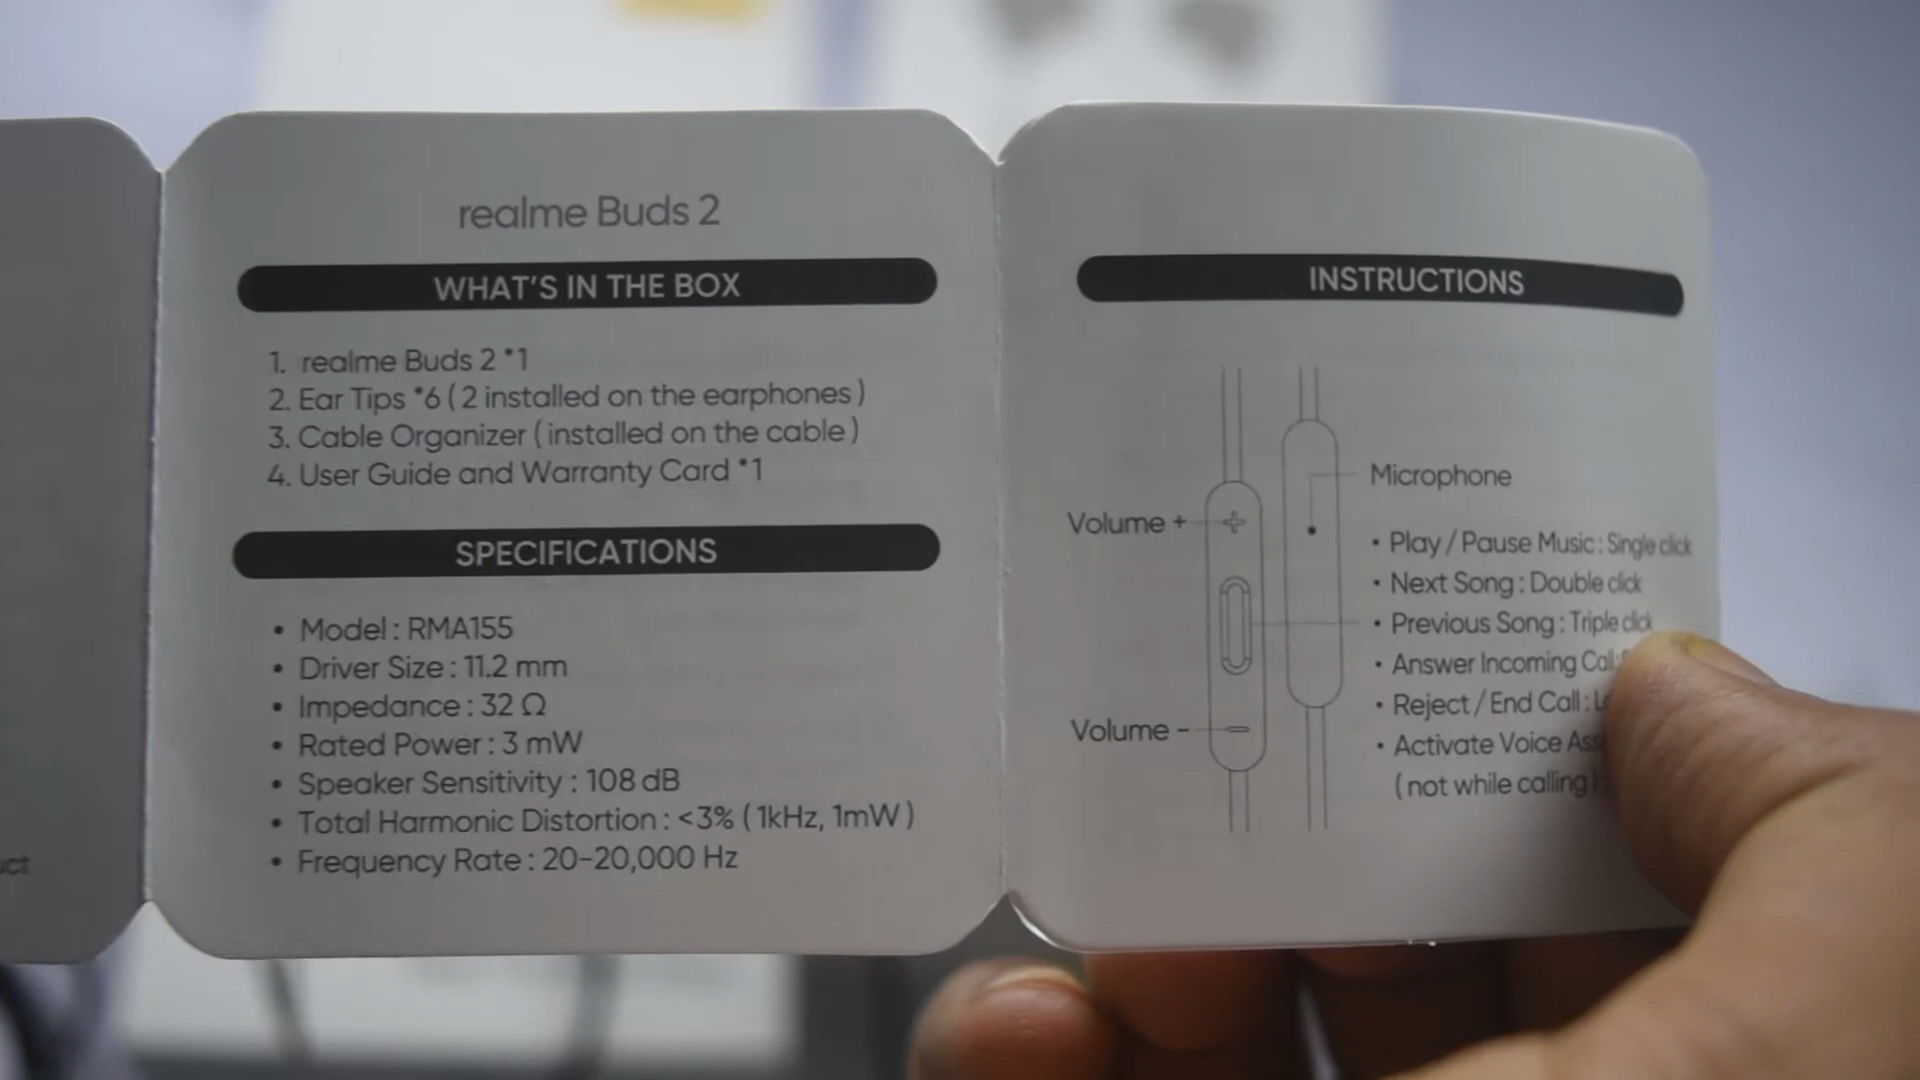 realme Buds 2
WHAT'S IN THE BOX
1. realme Buds 2 *1
2. Ear Tips *6 ( 2 installed on the earphones )
3. Cable Organizer ( installed on the cable )
4. User Guide and Warranty Card *1
SPECIFICATIONS
• Model : RMA155
• Driver Size : 11.2 mm
• Impedance : 32 Ω
• Rated Power : 3 mW
• Speaker Sensitivity : 108 dB
• Total Harmonic Distortion : <3% ( 1kHz, 1mW )
• Frequency Rate : 20-20,000 Hz
INSTRUCTIONS
Microphone
Volume +
• Play / Pause Music : Single click
• Next Song : Double click
• Previous Song : Triple click
• Answer Incoming Call :
• Reject / End Call :
Volume -
• Activate Voice
( not while calling )